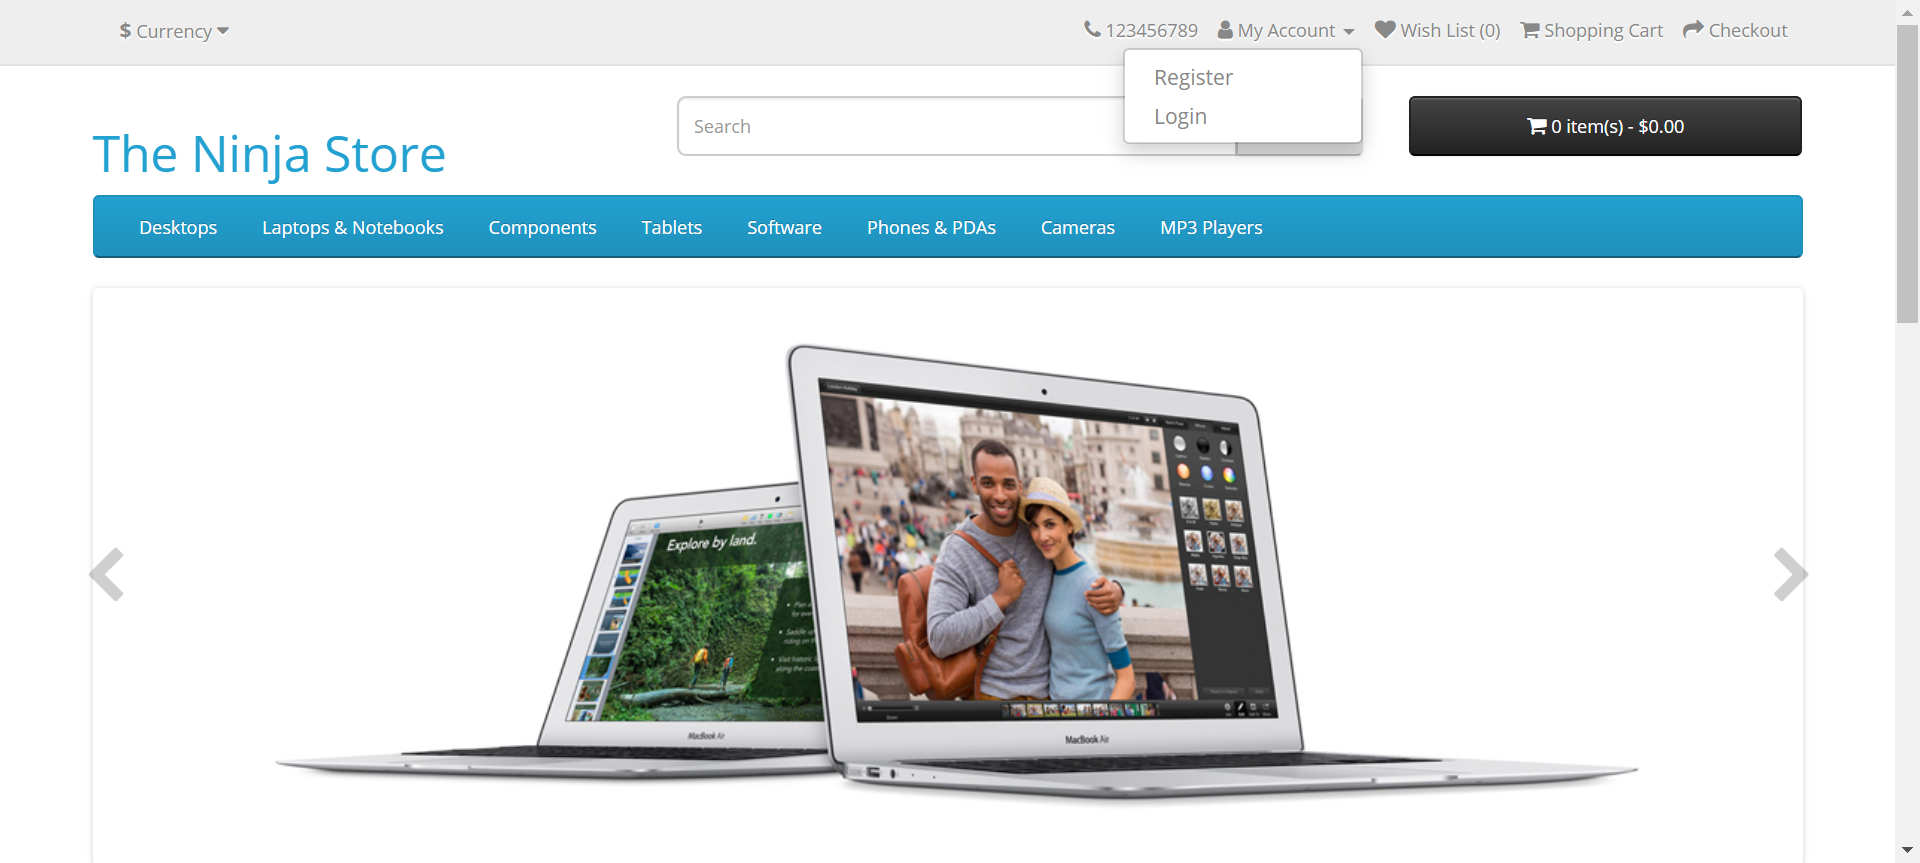 $ Currency
123456789 My Account Wish List (0) Shopping Cart Checkout
Register
Login
Search
0 item(s) - $0.00
The Ninja Store
Desktops Laptops & Notebooks Components Tablets Software Phones & PDAs Cameras MP3 Players
Explore by land.
MacBook Air
MacBook Air